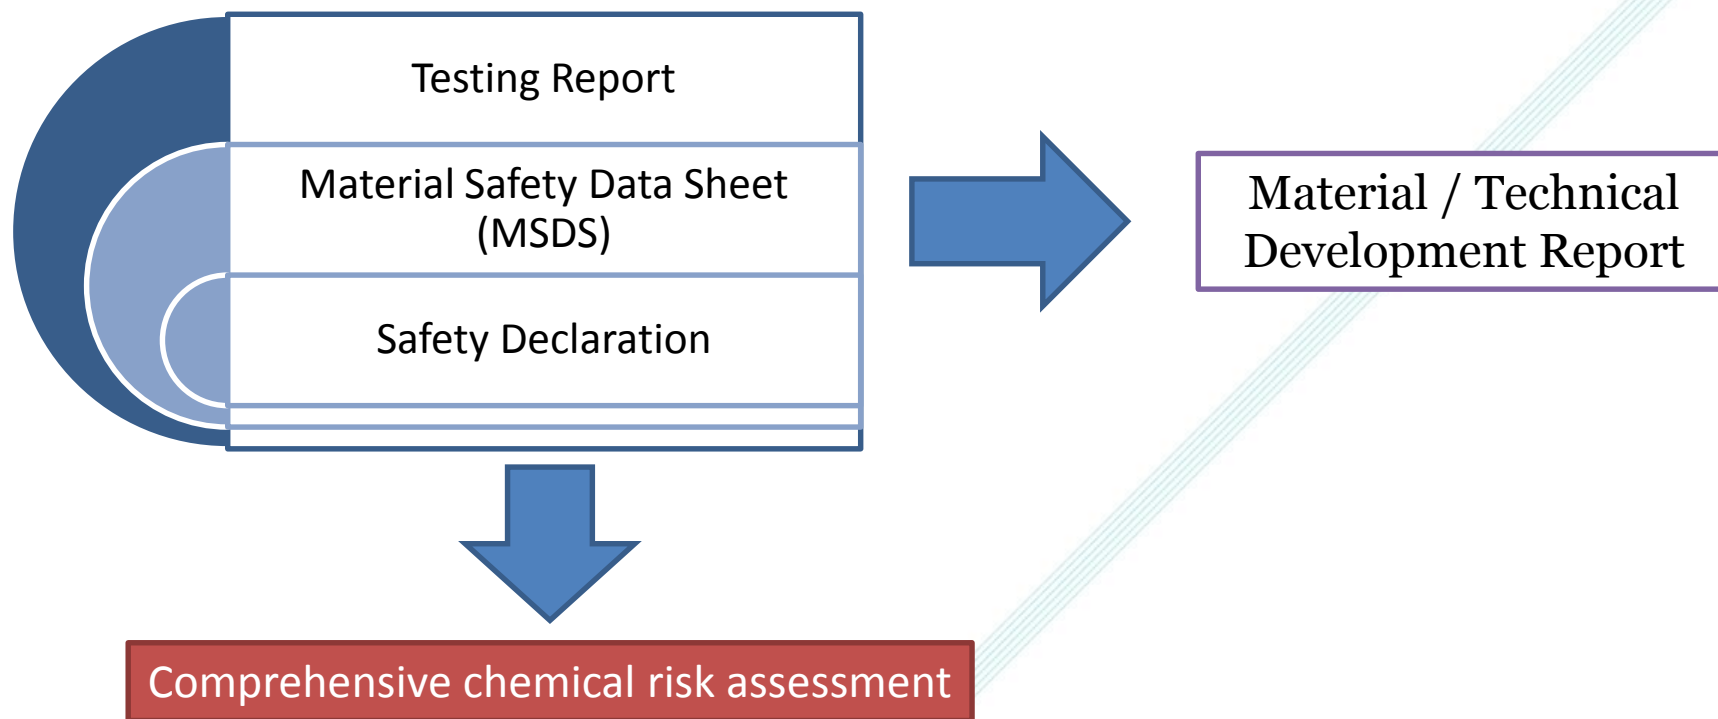 Testing Report
Material Safety Data Sheet
(MSDS)
Safety Declaration
Material / Technical
Development Report
Comprehensive chemical risk assessment